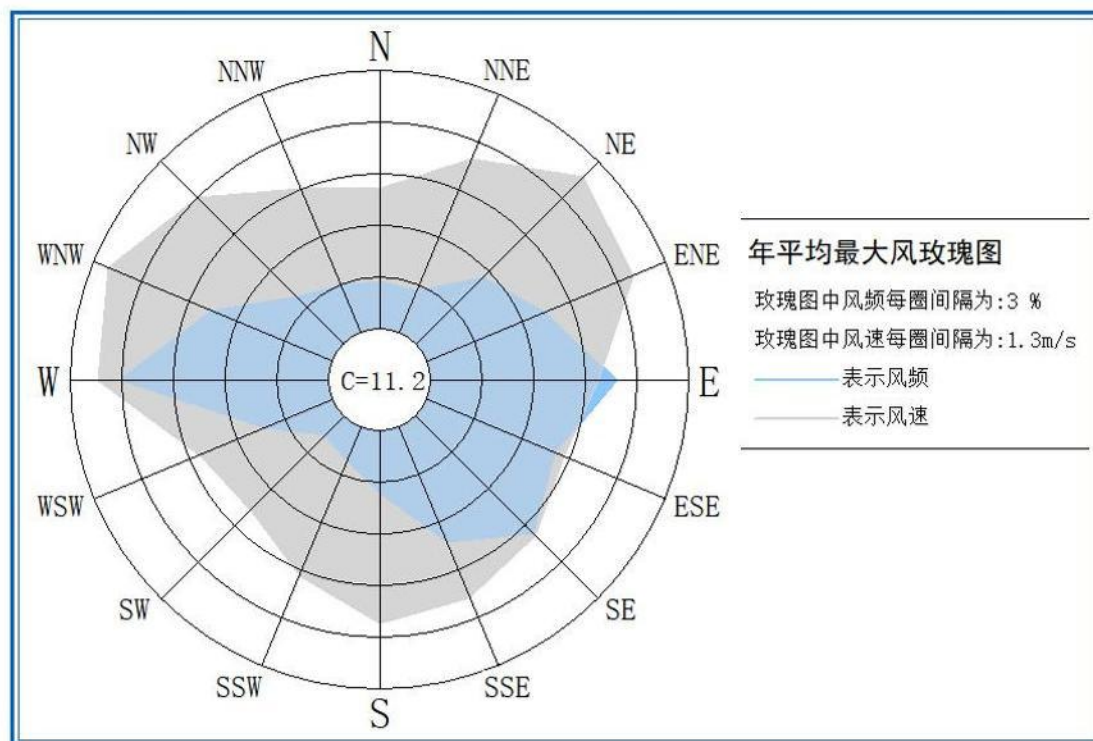 N
NNW
NNE
NW
NE
WNW
ENE
W
C=11.2
E
WSW
ESE
SW
SE
SSW
SSE
S
年平均最大风玫瑰图
玫瑰图中风频每圈间隔为:3 %
玫瑰图中风速每圈间隔为:1.3m/s
表示风频
表示风速